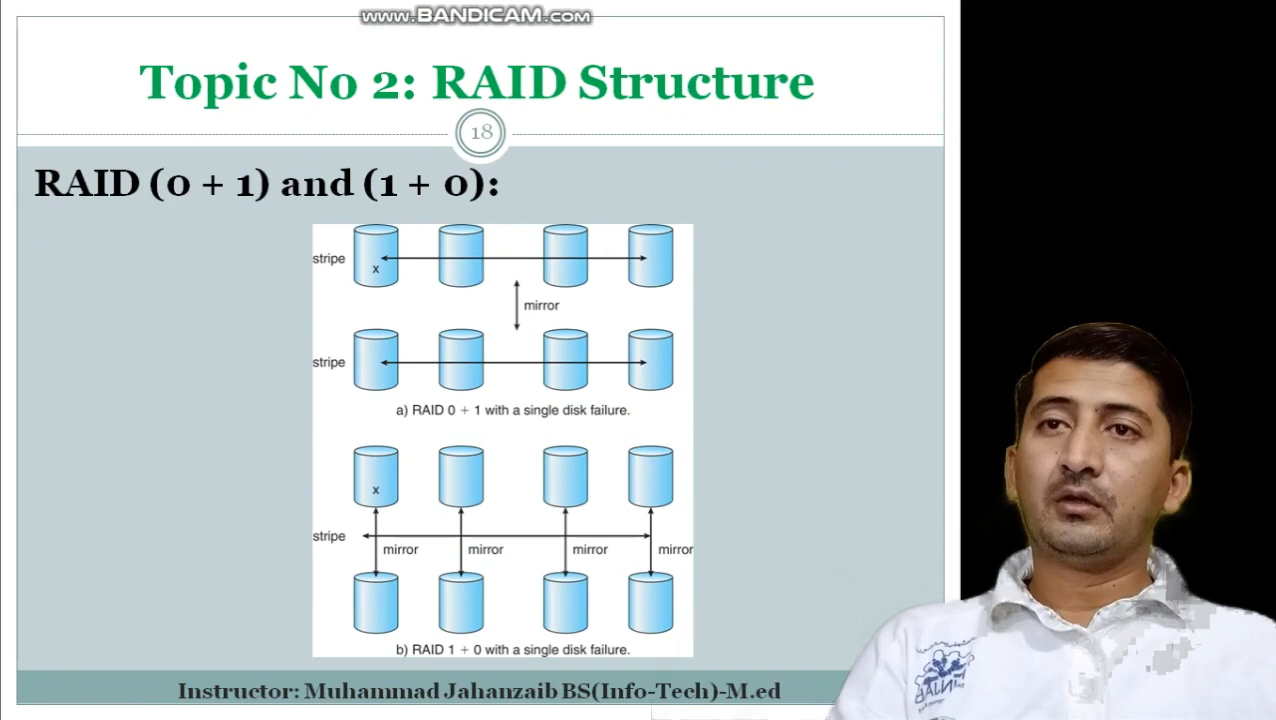 www.BANDICAM.com
Topic No 2: RAID Structure
18
RAID (0 + 1) and (1 + 0):
stripe
x
mirror
stripe
a) RAID 0 + 1 with a single disk failure.
x
stripe
mirror mirror mirror mirror
b) RAID 1 + 0 with a single disk failure.
Instructor: Muhammad Jahanzaib BS(Info-Tech)-M.ed